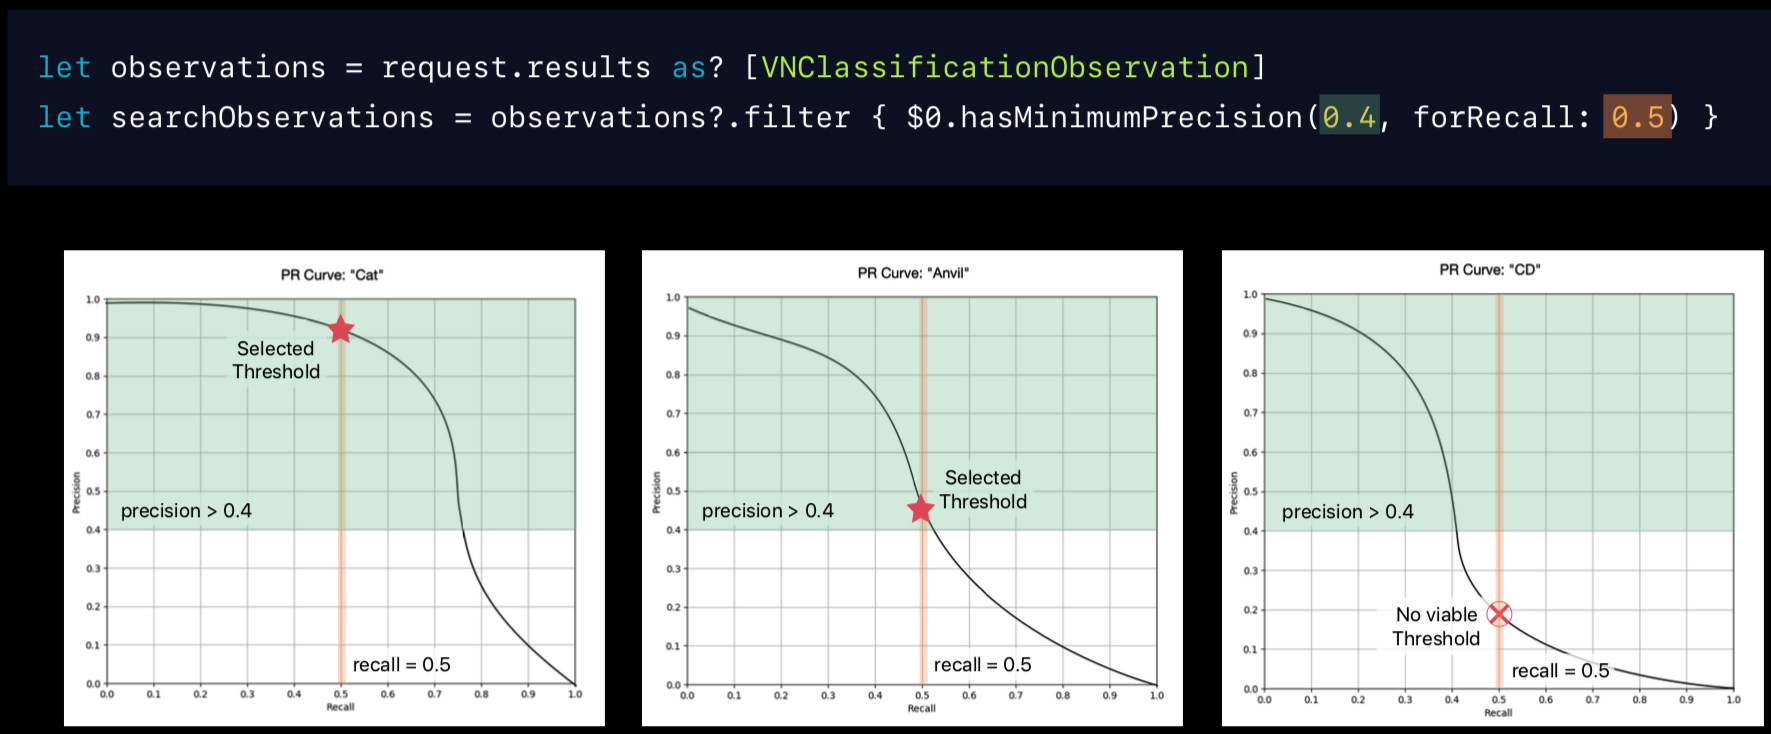 let observations = request.results as? [VNClassificationObservation]
let searchObservations = observations?.filter { $0.hasMinimumPrecision(0.4, forRecall: 0.5) }
PR Curve: "Cat"
1.0
0.9
0.8
0.7
0.6
0.5
0.4
0.3
0.2
0.1
0.0
Precision
Selected
Threshold
precision > 0.4
recall = 0.5
0.0 0.1 0.2 0.3 0.4 0.5 0.6 0.7 0.8 0.9 1.0
Recall
PR Curve: "Anvil"
1.0
0.9
0.8
0.7
0.6
0.5
0.4
0.3
0.2
0.1
0.0
Precision
Selected
Threshold
precision > 0.4
recall = 0.5
0.0 0.1 0.2 0.3 0.4 0.5 0.6 0.7 0.8 0.9 1.0
Recall
PR Curve: "CD"
1.0
0.9
0.8
0.7
0.6
0.5
0.4
0.3
0.2
0.1
0.0
Precision
precision > 0.4
No viable
Threshold
recall = 0.5
0.0 0.1 0.2 0.3 0.4 0.5 0.6 0.7 0.8 0.9 1.0
Recall